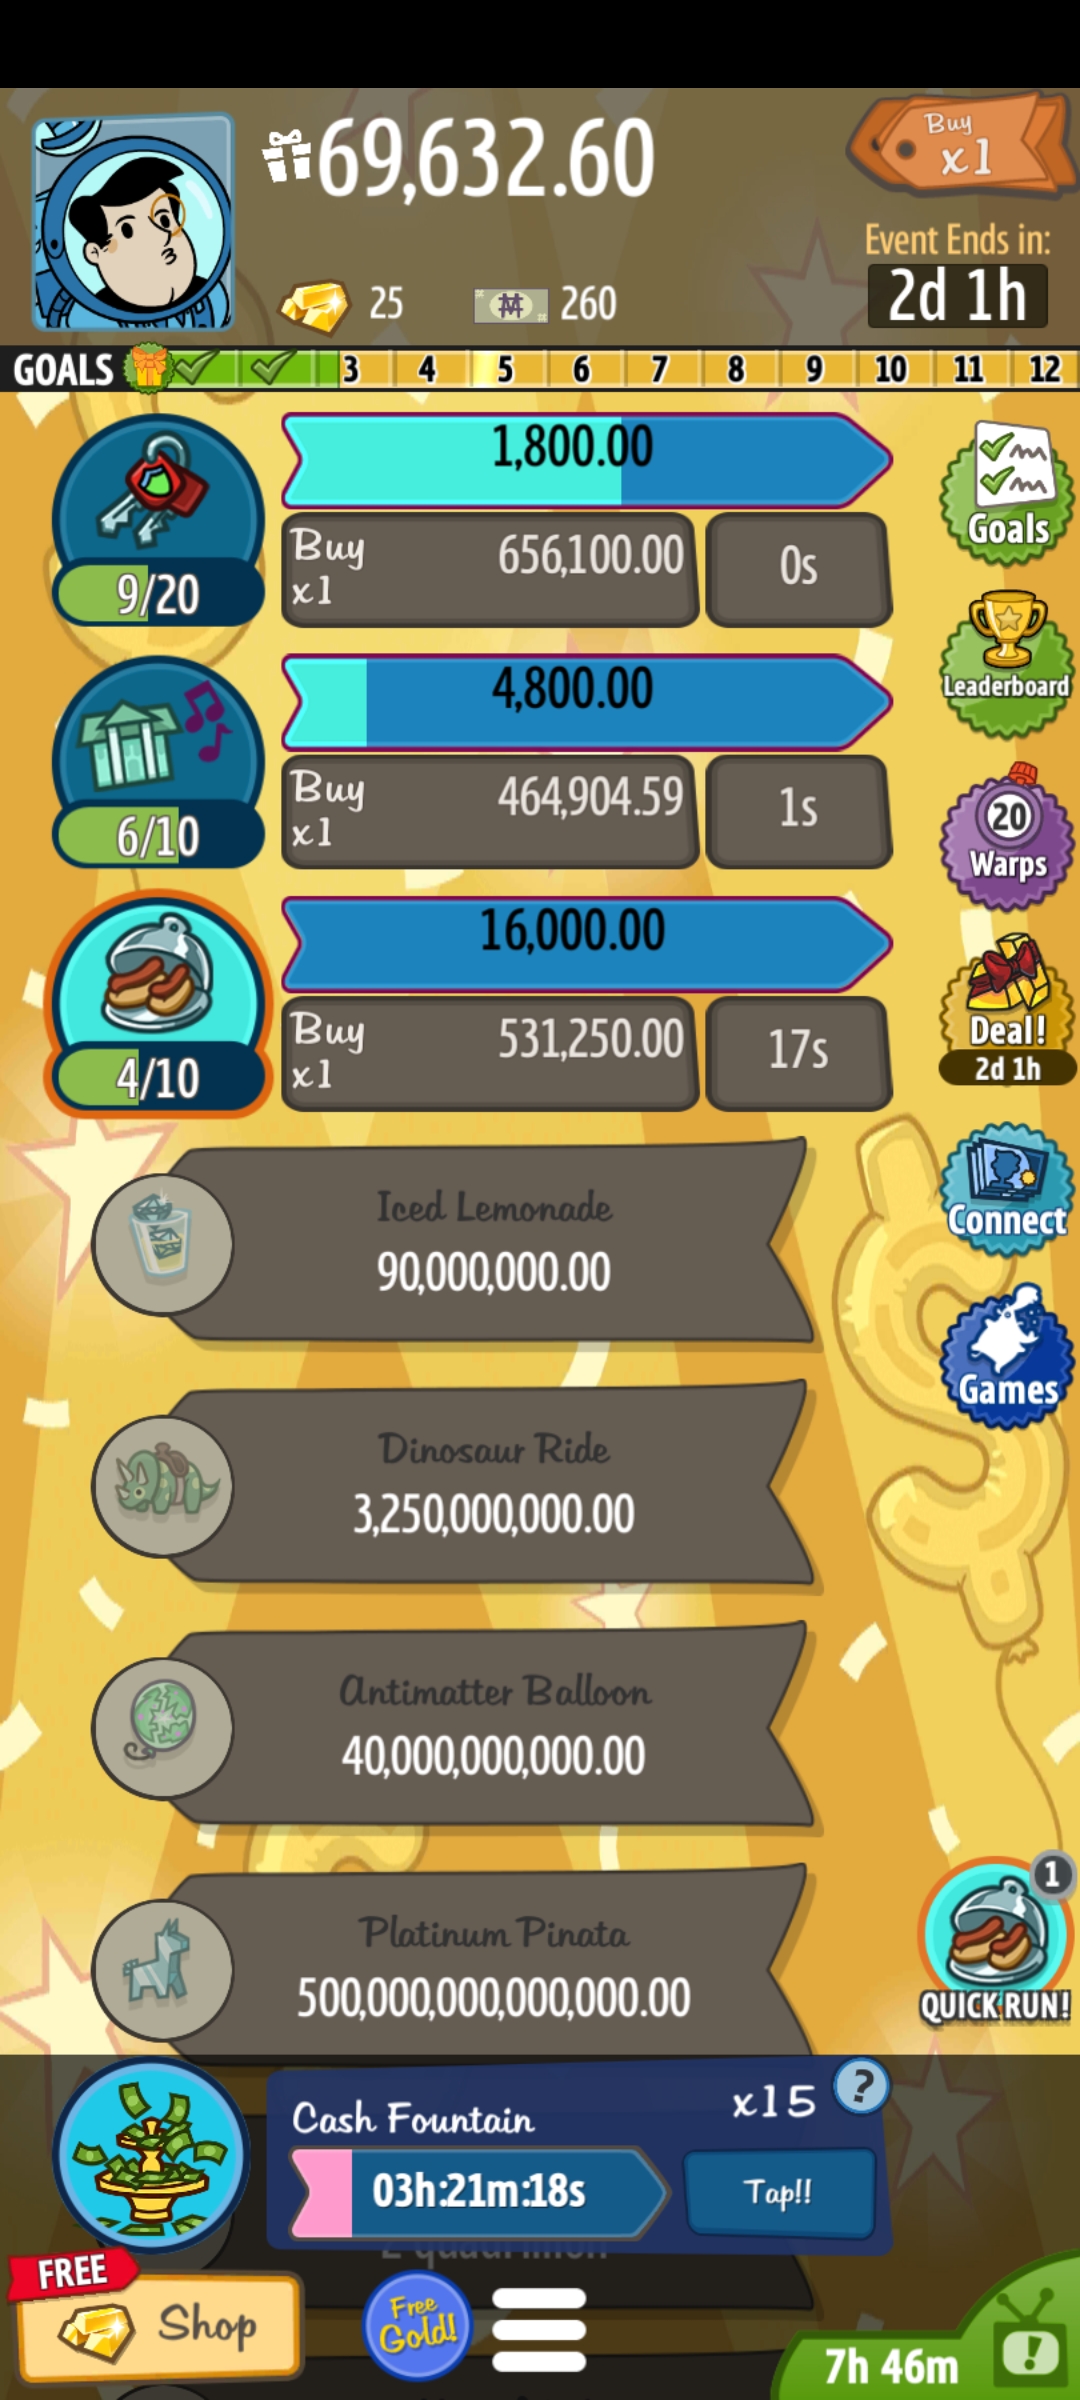 69,632.60
Buy
x1
Event Ends in:
2d 1h
25
260
GOALS 3 4 5 6 7 8 9 10 11 12
1,800.00
Buy
x1
656,100.00
0s
9/20
Goals
4,800.00
Leaderboard
Buy
x1
464,904.59
1s
6/10
20
Warps
16,000.00
Buy
x1
531,250.00
17s
4/10
Deal!
2d 1h
Iced Lemonade
90,000,000.00
Connect
Games
Dinosaur Ride
3,250,000,000.00
Antimatter Balloon
40,000,000,000.00
1
QUICK RUN!
Platinum Pinata
500,000,000,000,000.00
Cash Fountain
x15
?
03h:21m:18s
Tap!!
FREE
Shop
Free
Gold!
7h 46m
!